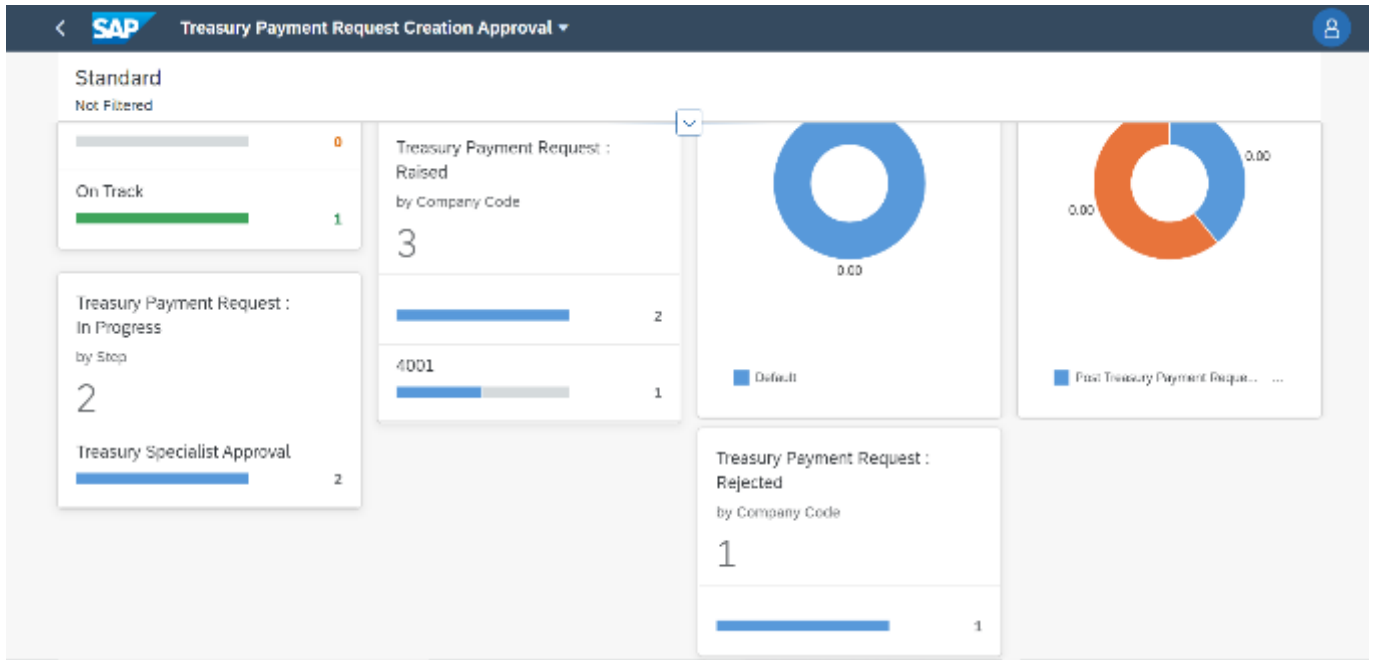 SAP
Treasury Payment Request Creation Approval
Standard
Not Filtered
0
On Track
1
Treasury Payment Request :
In Progress
by Step
2
Treasury Specialist Approval
2
Treasury Payment Request :
Raised
by Company Code
3
2
4001
1
0.00
Default
Treasury Payment Request :
Rejected
by Company Code
1
1
0.00
0.00
Post Treasury Payment Reque... ...